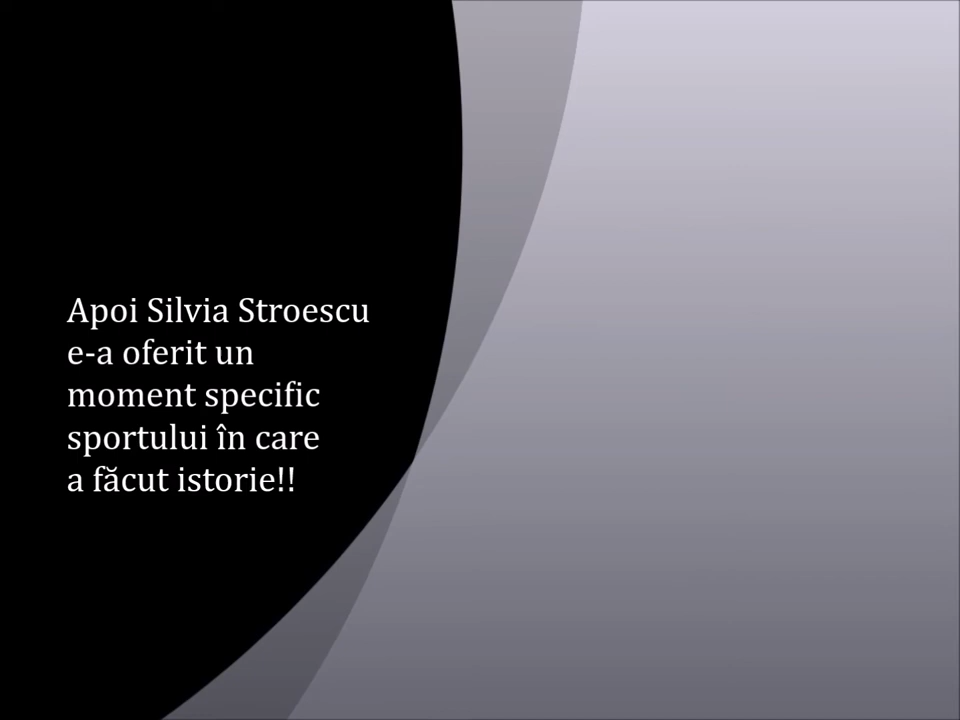 Apoi Silvia Stroescu
e-a oferit un
moment specific
sportului în care
a făcut istorie!!